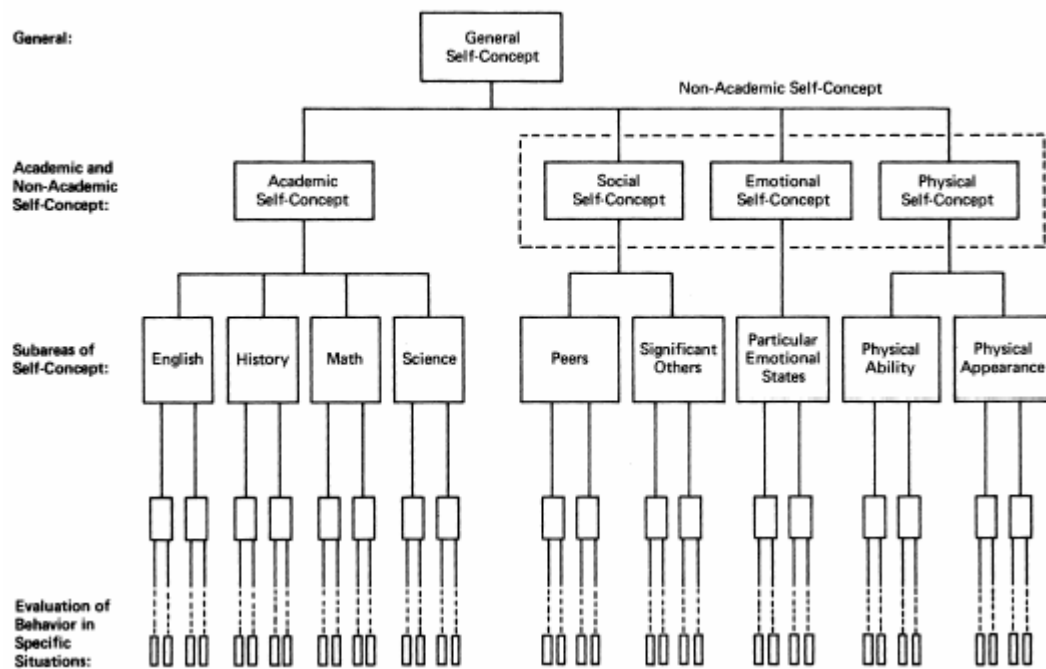 General:
General
Self-Concept
Non-Academic Self-Concept
Academic and
Non-Academic
Self-Concept:
Academic
Self-Concept
Social
Self-Concept
Emotional
Self-Concept
Physical
Self-Concept
Subareas of
Self-Concept:
English
History
Math
Science
Peers
Significant
Others
Particular
Emotional
States
Physical
Ability
Physical
Appearance
Evaluation of
Behavior in
Specific
Situations: